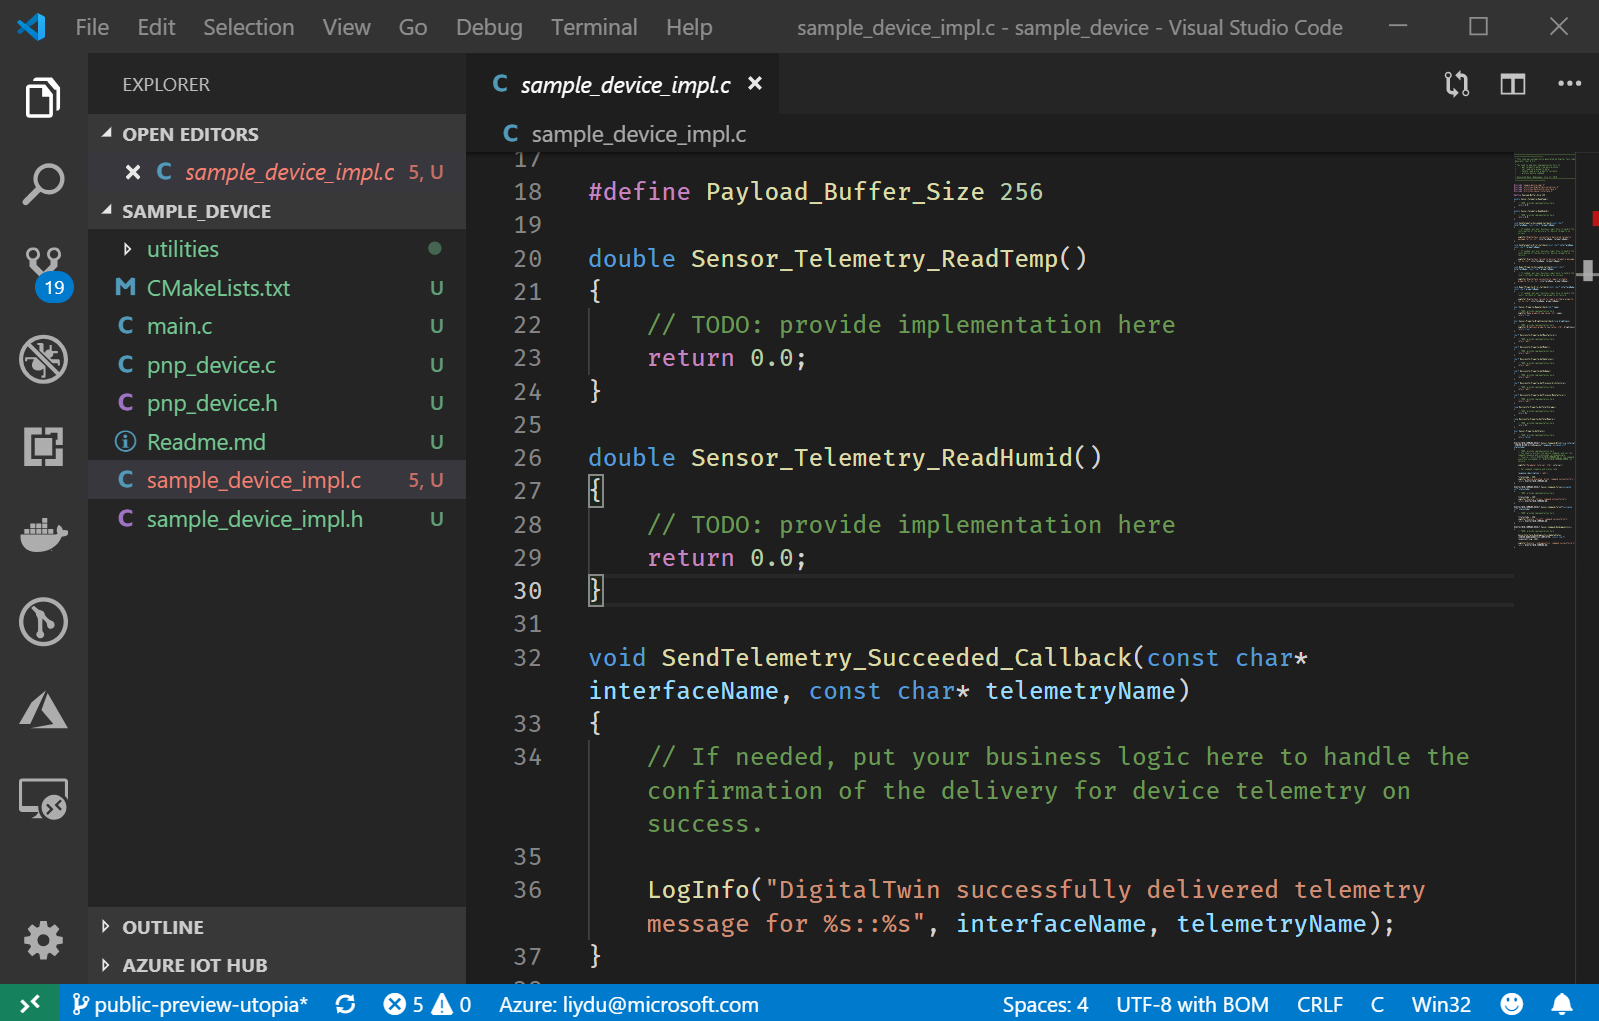 File Edit Selection View Go Debug Terminal Help sample_device_impl.c - sample_device - Visual Studio Code
EXPLORER
OPEN EDITORS
C sample_device_impl.c 5, U
SAMPLE_DEVICE
utilities
M CMakeLists.txt U
C main.c U
C pnp_device.c U
C pnp_device.h U
Readme.md U
C sample_device_impl.c 5, U
C sample_device_impl.h U
OUTLINE
AZURE IOT HUB
19
C sample_device_impl.c
C sample_device_impl.c
17
18 #define Payload_Buffer_Size 256
19
20 double Sensor_Telemetry_ReadTemp()
21 {
22 // TODO: provide implementation here
23 return 0.0;
24 }
25
26 double Sensor_Telemetry_ReadHumid()
27 {
28 // TODO: provide implementation here
29 return 0.0;
30 }
31
32 void SendTelemetry_Succeeded_Callback(const char*
interfaceName, const char* telemetryName)
33 {
34 // If needed, put your business logic here to handle the
confirmation of the delivery for device telemetry on
success.
35
36 LogInfo("DigitalTwin successfully delivered telemetry
message for %s::%s", interfaceName, telemetryName);
37 }
public-preview-utopia* 5 0 Azure: liydu@microsoft.com Spaces: 4 UTF-8 with BOM CRLF C Win32